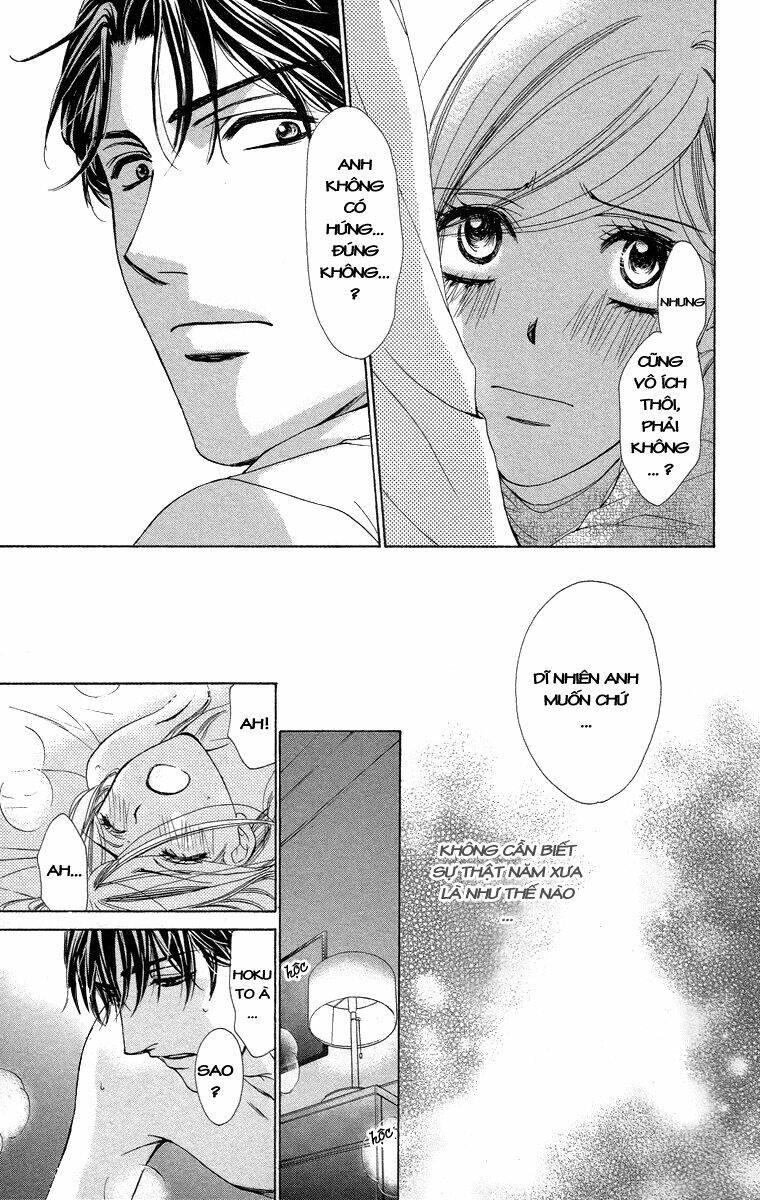 NHƯNG
CŨNG
VÔ ÍCH
THÔI,
PHẢI
KHÔNG
... ?
ANH
KHÔNG
CÓ
HỨNG...
ĐÚNG
KHÔNG...
?
DĨ NHIÊN ANH
MUỐN CHỨ
...
KHÔNG CẦN BIẾT
SỰ THẬT NĂM XƯA
LÀ NHƯ THẾ NÀO
...
hộc
hộc
AH!
AH...
HOKU
TO À
...
SAO
?